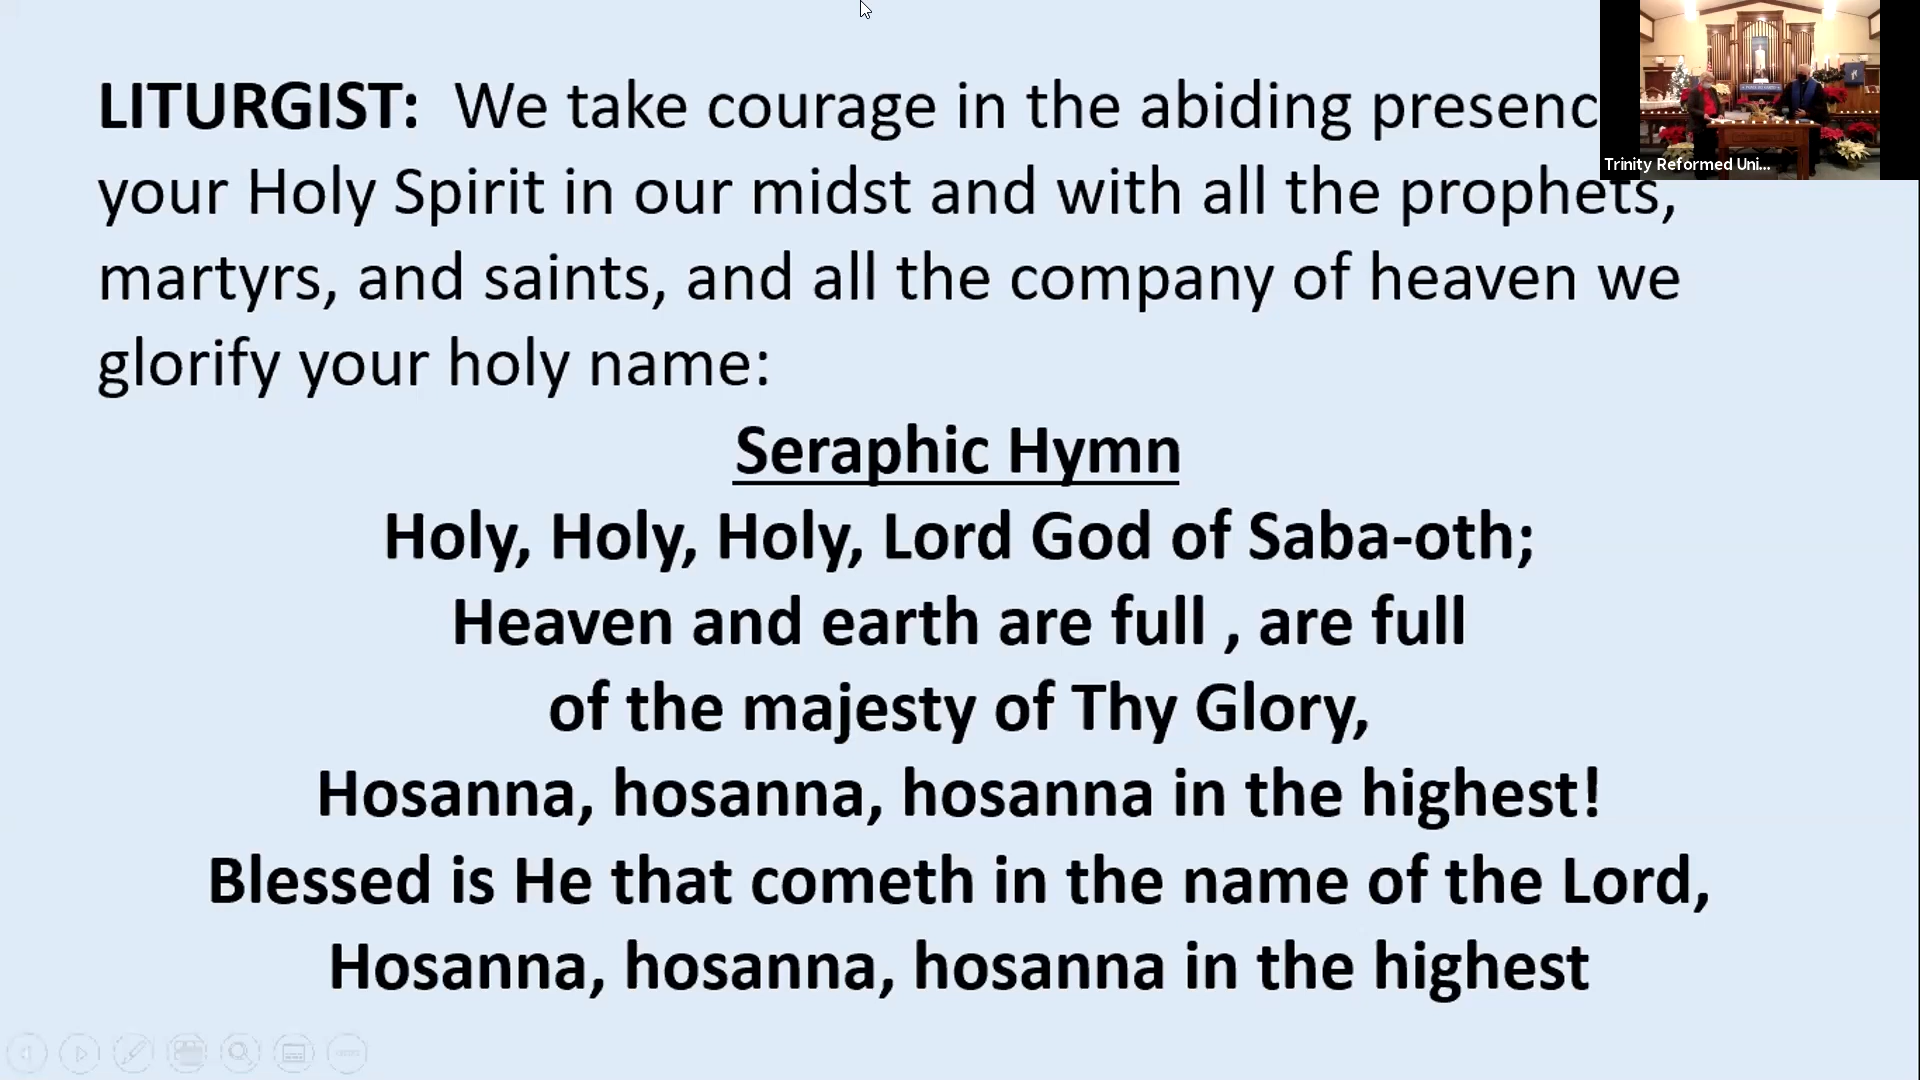 LITURGIST: We take courage in the abiding presenc
Trinity Reformed Uni...
your Holy Spirit in our midst and with all the prophets,
martyrs, and saints, and all the company of heaven we
glorify your holy name:
Seraphic Hymn
Holy, Holy, Holy, Lord God of Saba-oth;
Heaven and earth are full , are full
of the majesty of Thy Glory,
Hosanna, hosanna, hosanna in the highest!
Blessed is He that cometh in the name of the Lord,
Hosanna, hosanna, hosanna in the highest